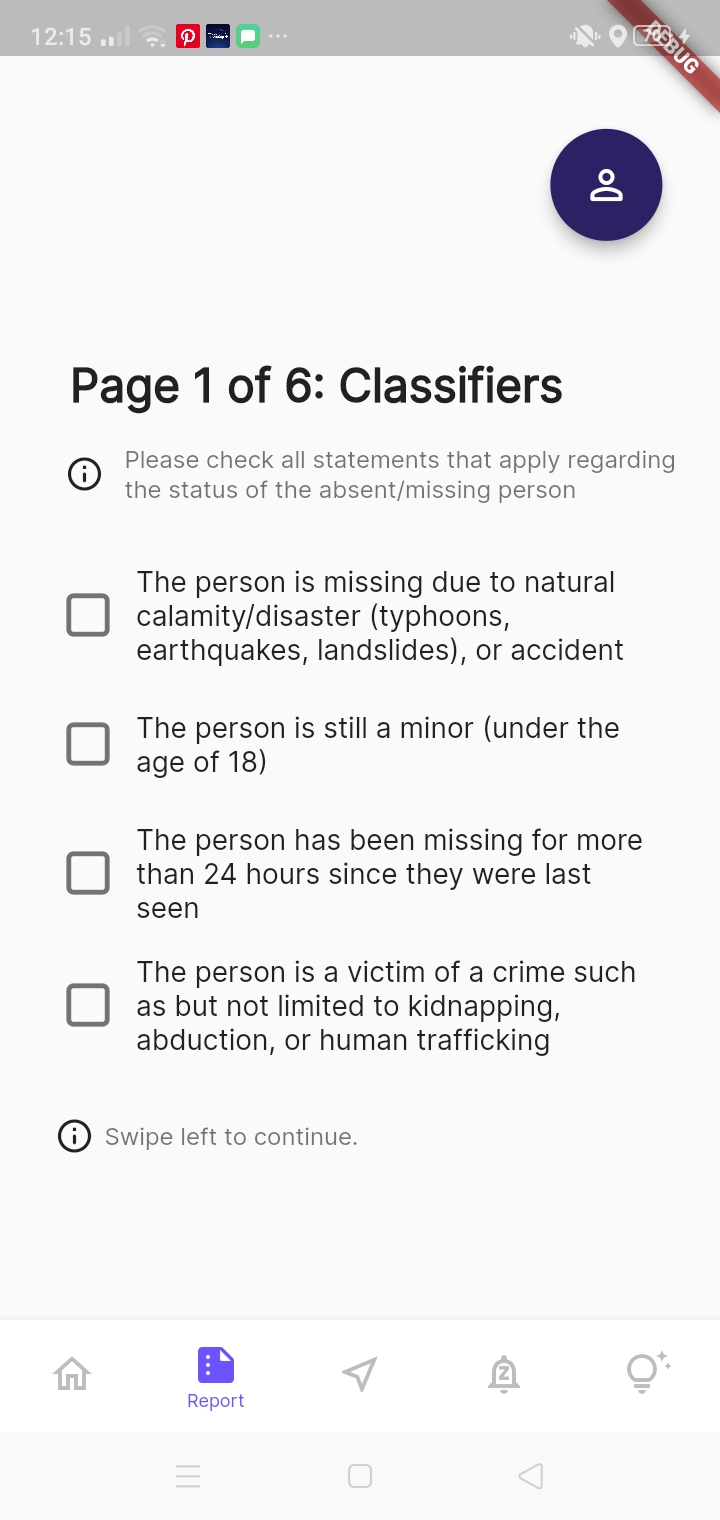 12:15
DEBUG
Page 1 of 6: Classifiers
Please check all statements that apply regarding
the status of the absent/missing person
The person is missing due to natural
calamity/disaster (typhoons,
earthquakes, landslides), or accident
The person is still a minor (under the
age of 18)
The person has been missing for more
than 24 hours since they were last
seen
The person is a victim of a crime such
as but not limited to kidnapping,
abduction, or human trafficking
Swipe left to continue.
Report